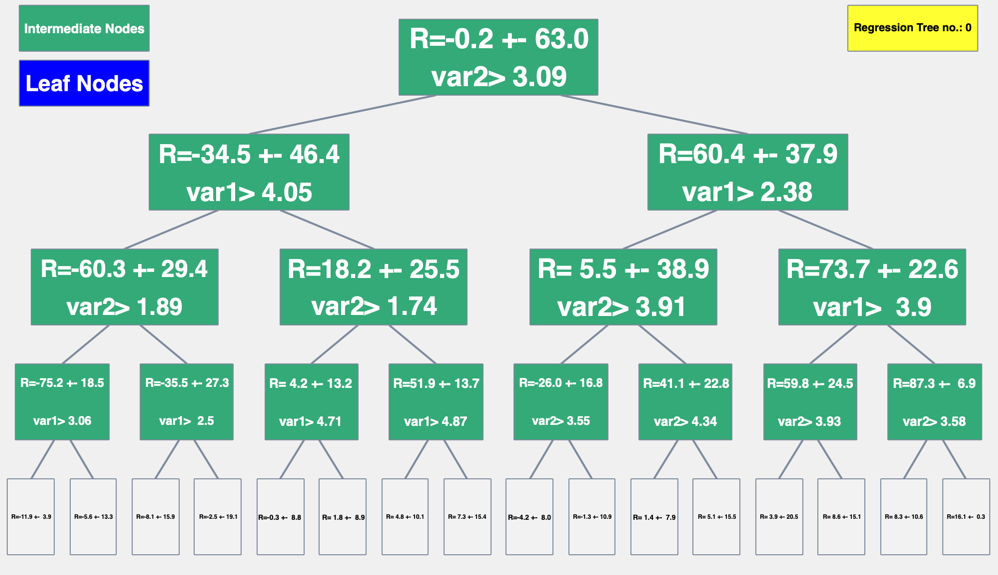 Intermediate Nodes
Leaf Nodes
Regression Tree no.: 0
R=-0.2 +- 63.0
var2> 3.09
R=-34.5 +- 46.4
var1> 4.05
R=60.4 +- 37.9
var1> 2.38
R=-60.3 +- 29.4
var2> 1.89
R=18.2 +- 25.5
var2> 1.74
R= 5.5 +- 38.9
var2> 3.91
R=73.7 +- 22.6
var1>  3.9
R=-75.2 +- 18.5
var1> 3.06
R=-35.5 +- 27.3
var1>  2.5
R= 4.2 +- 13.2
var1> 4.71
R=51.9 +- 13.7
var1> 4.87
R=-26.0 +- 16.8
var2> 3.55
R=41.1 +- 22.8
var2> 4.34
R=59.8 +- 24.5
var2> 3.93
R=87.3 +-  6.9
var2> 3.58
R=-11.9 +-  3.9
R=-5.6 +- 13.3
R=-8.1 +- 15.9
R=-2.5 +- 19.1
R=-0.3 +-  8.8
R= 1.8 +-  8.9
R= 4.8 +- 10.1
R= 7.3 +- 15.4
R=-4.2 +-  8.0
R=-1.3 +- 10.9
R= 1.4 +-  7.9
R= 5.1 +- 15.5
R= 3.9 +- 20.5
R= 8.6 +- 15.1
R= 8.3 +- 10.6
R=16.1 +-  0.3